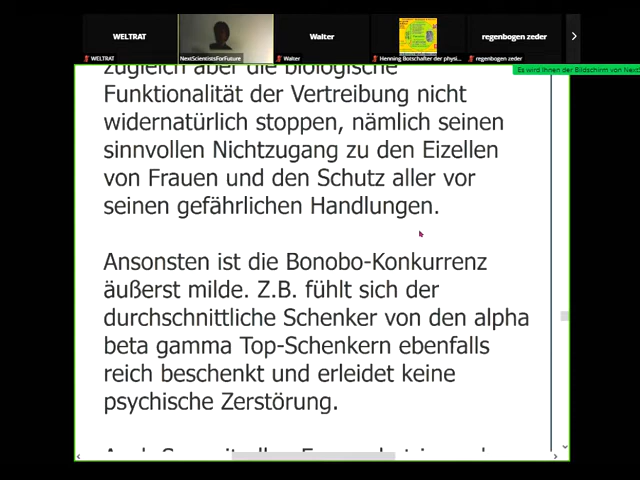 WELTRAT
Walter
regenbogen zeder
WELTRAT
NextScientistsForFuture
Walter
Henning Botschafter der physi...
regenbogen zeder
Es wird Ihnen der Bildschirm von Next
zugleich aber die biologische
Funktionalität der Vertreibung nicht
widernatürlich stoppen, nämlich seinen
sinnvollen Nichtzugang zu den Eizellen
von Frauen und den Schutz aller vor
seinen gefährlichen Handlungen.
Ansonsten ist die Bonobo-Konkurrenz
äußerst milde. Z.B. fühlt sich der
durchschnittliche Schenker von den alpha
beta gamma Top-Schenkern ebenfalls
reich beschenkt und erleidet keine
psychische Zerstörung.